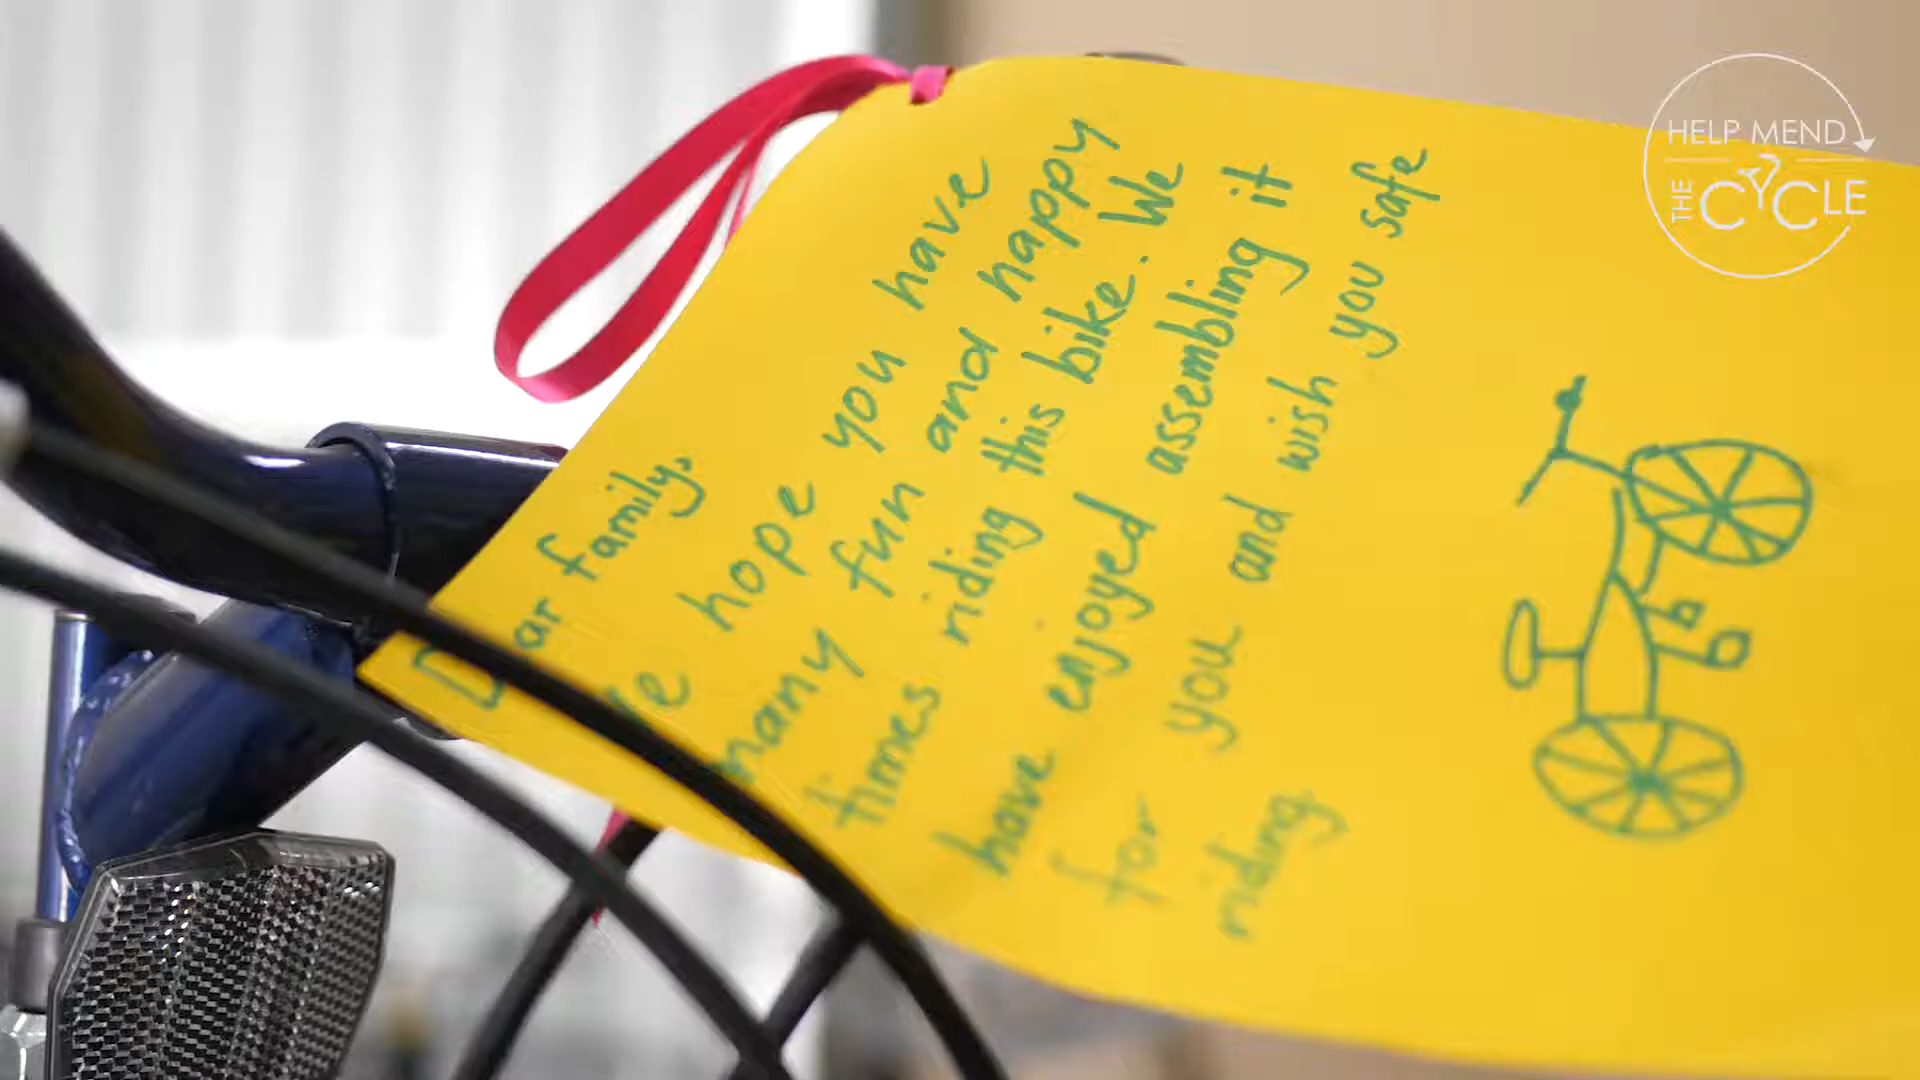 Dear family,
We hope you have
many fun and happy
times riding this bike. We
have enjoyed assembling it
for you and wish you safe
riding
HELP MEND
THE CYCLE